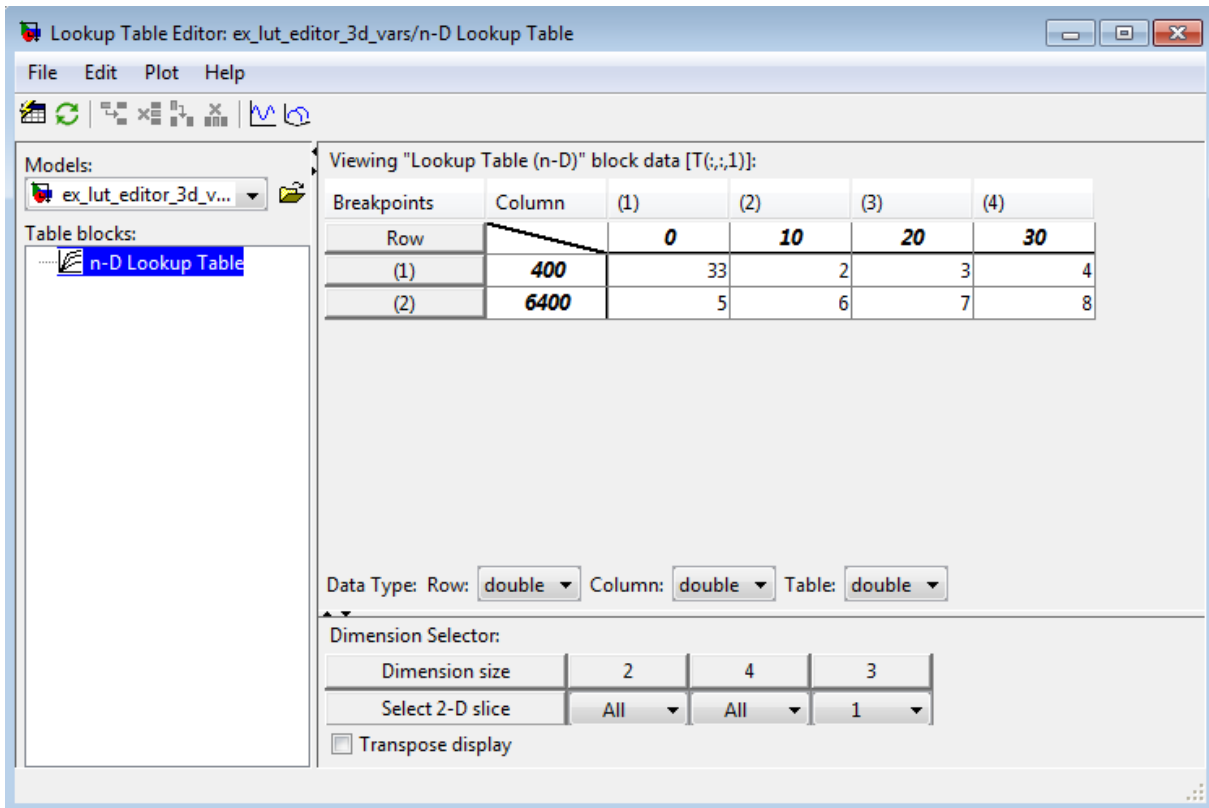 Lookup Table Editor: ex_lut_editor_3d_vars/n-D Lookup Table
File Edit Plot Help
Models:
ex_lut_editor_3d_v...
Table blocks:
n-D Lookup Table
Viewing "Lookup Table (n-D)" block data [T(:,:,1)]:
Breakpoints Column (1) (2) (3) (4)
Row 0 10 20 30
(1) 400 33 2 3 4
(2) 6400 5 6 7 8
Data Type: Row: double Column: double Table: double
Dimension Selector:
Dimension size 2 4 3
Select 2-D slice All All 1
Transpose display